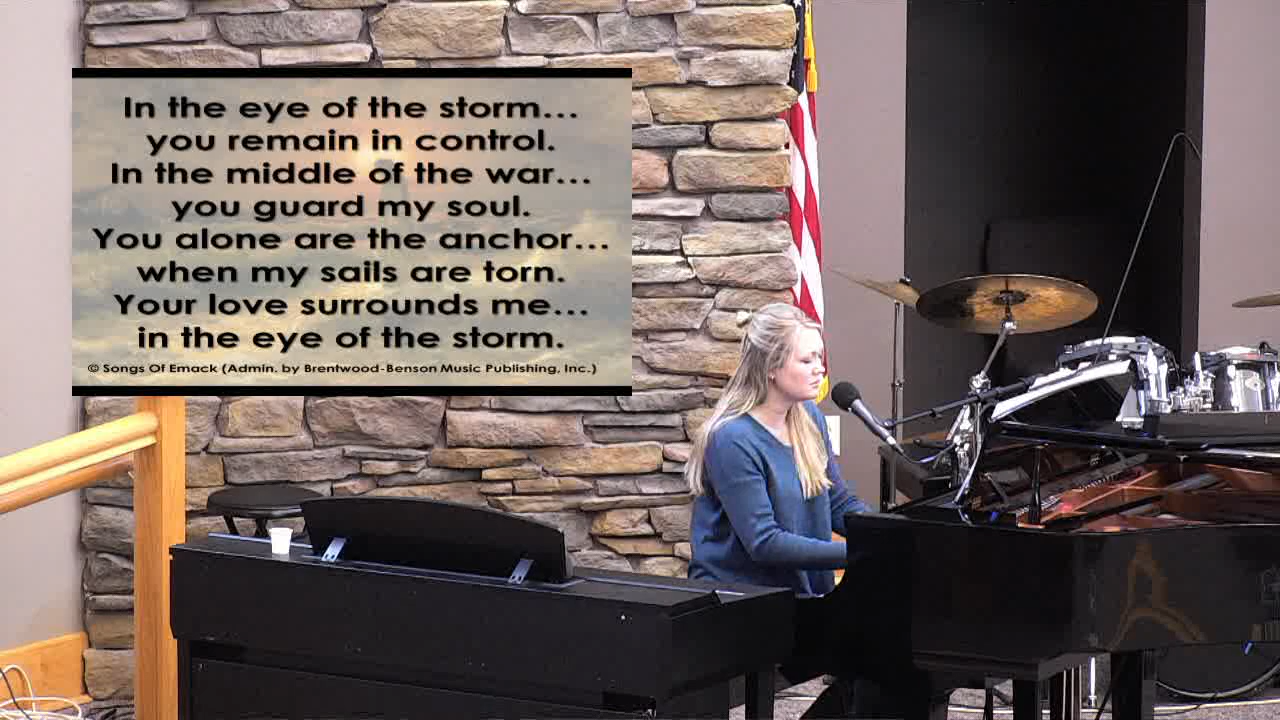 In the eye of the storm...
you remain in control.
In the middle of the war...
you guard my soul.
You alone are the anchor...
when my sails are torn.
Your love surrounds me...
in the eye of the storm.
© Songs Of Emack (Admin. by Brentwood-Benson Music Publishing, Inc.)